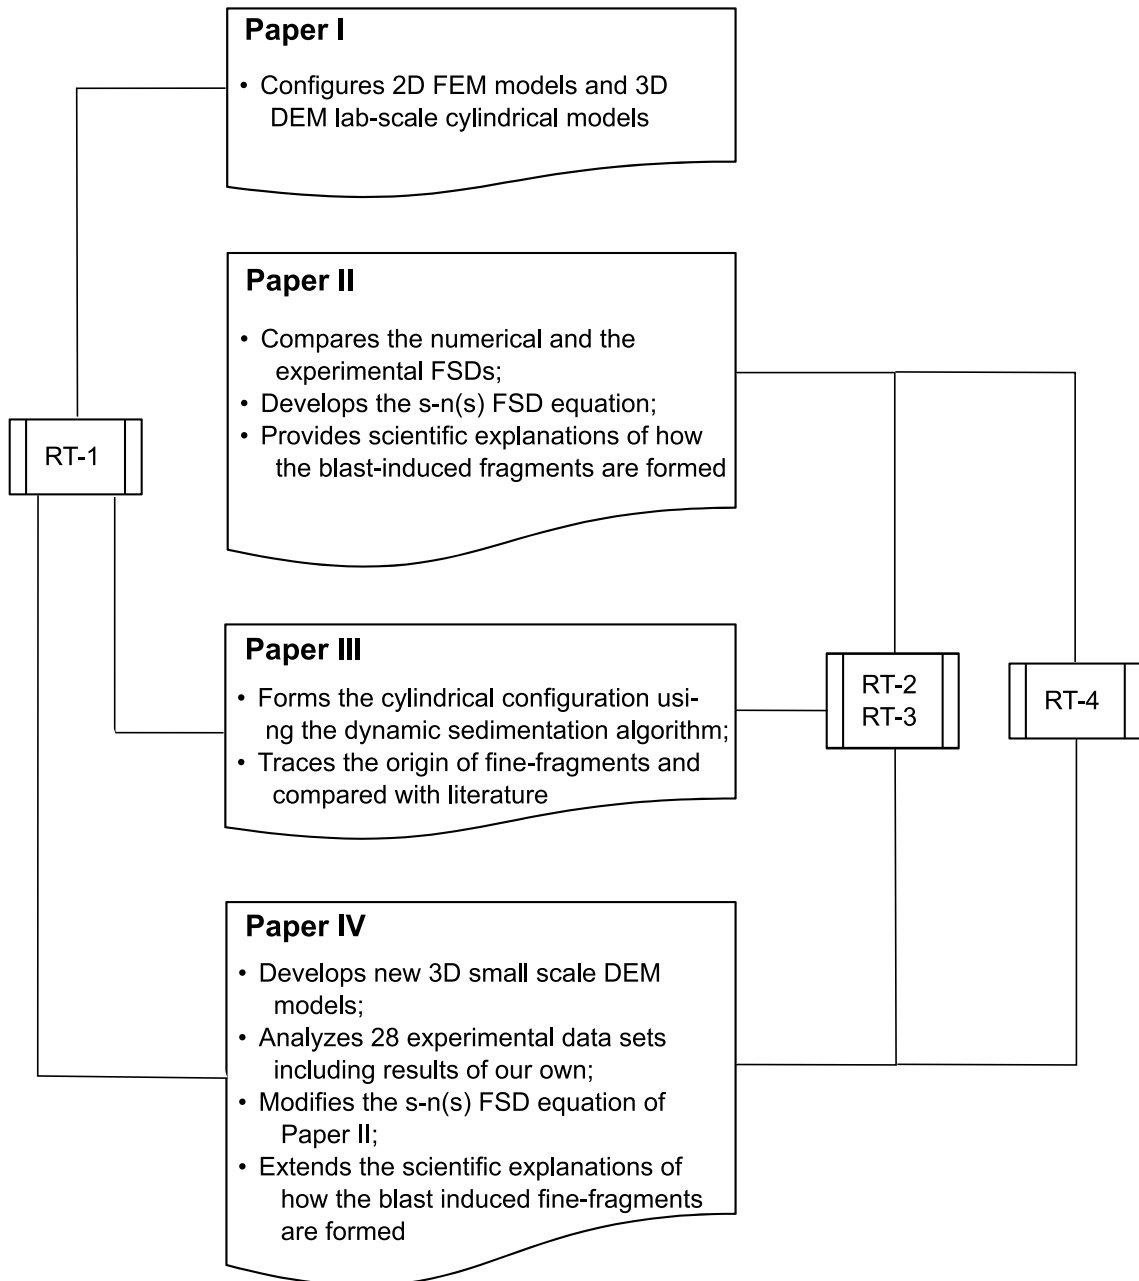 Paper I
• Configures 2D FEM models and 3D
DEM lab-scale cylindrical models
Paper II
• Compares the numerical and the
experimental FSDs;
• Develops the s-n(s) FSD equation;
• Provides scientific explanations of how
the blast-induced fragments are formed
RT-1
Paper III
• Forms the cylindrical configuration usi-
ng the dynamic sedimentation algorithm;
• Traces the origin of fine-fragments and
compared with literature
RT-2
RT-3
RT-4
Paper IV
• Develops new 3D small scale DEM
models;
• Analyzes 28 experimental data sets
including results of our own;
• Modifies the s-n(s) FSD equation of
Paper II;
• Extends the scientific explanations of
how the blast induced fine-fragments
are formed